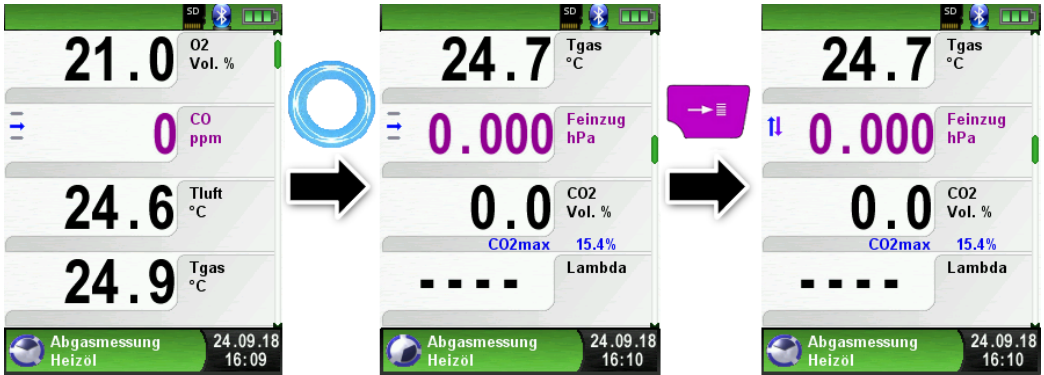 SD
21.0
O2
Vol. %
0
CO
ppm
24.6
Tluft
°C
24.9
Tgas
°C
Abgasmessung
Heizöl
24.09.18
16:09
SD
24.7
Tgas
°C
0.000
Feinzug
hPa
0.0
CO2
Vol. %
CO2max 15.4%
----
Lambda
Abgasmessung
Heizöl
24.09.18
16:10
SD
24.7
Tgas
°C
0.000
Feinzug
hPa
0.0
CO2
Vol. %
CO2max 15.4%
----
Lambda
Abgasmessung
Heizöl
24.09.18
16:10